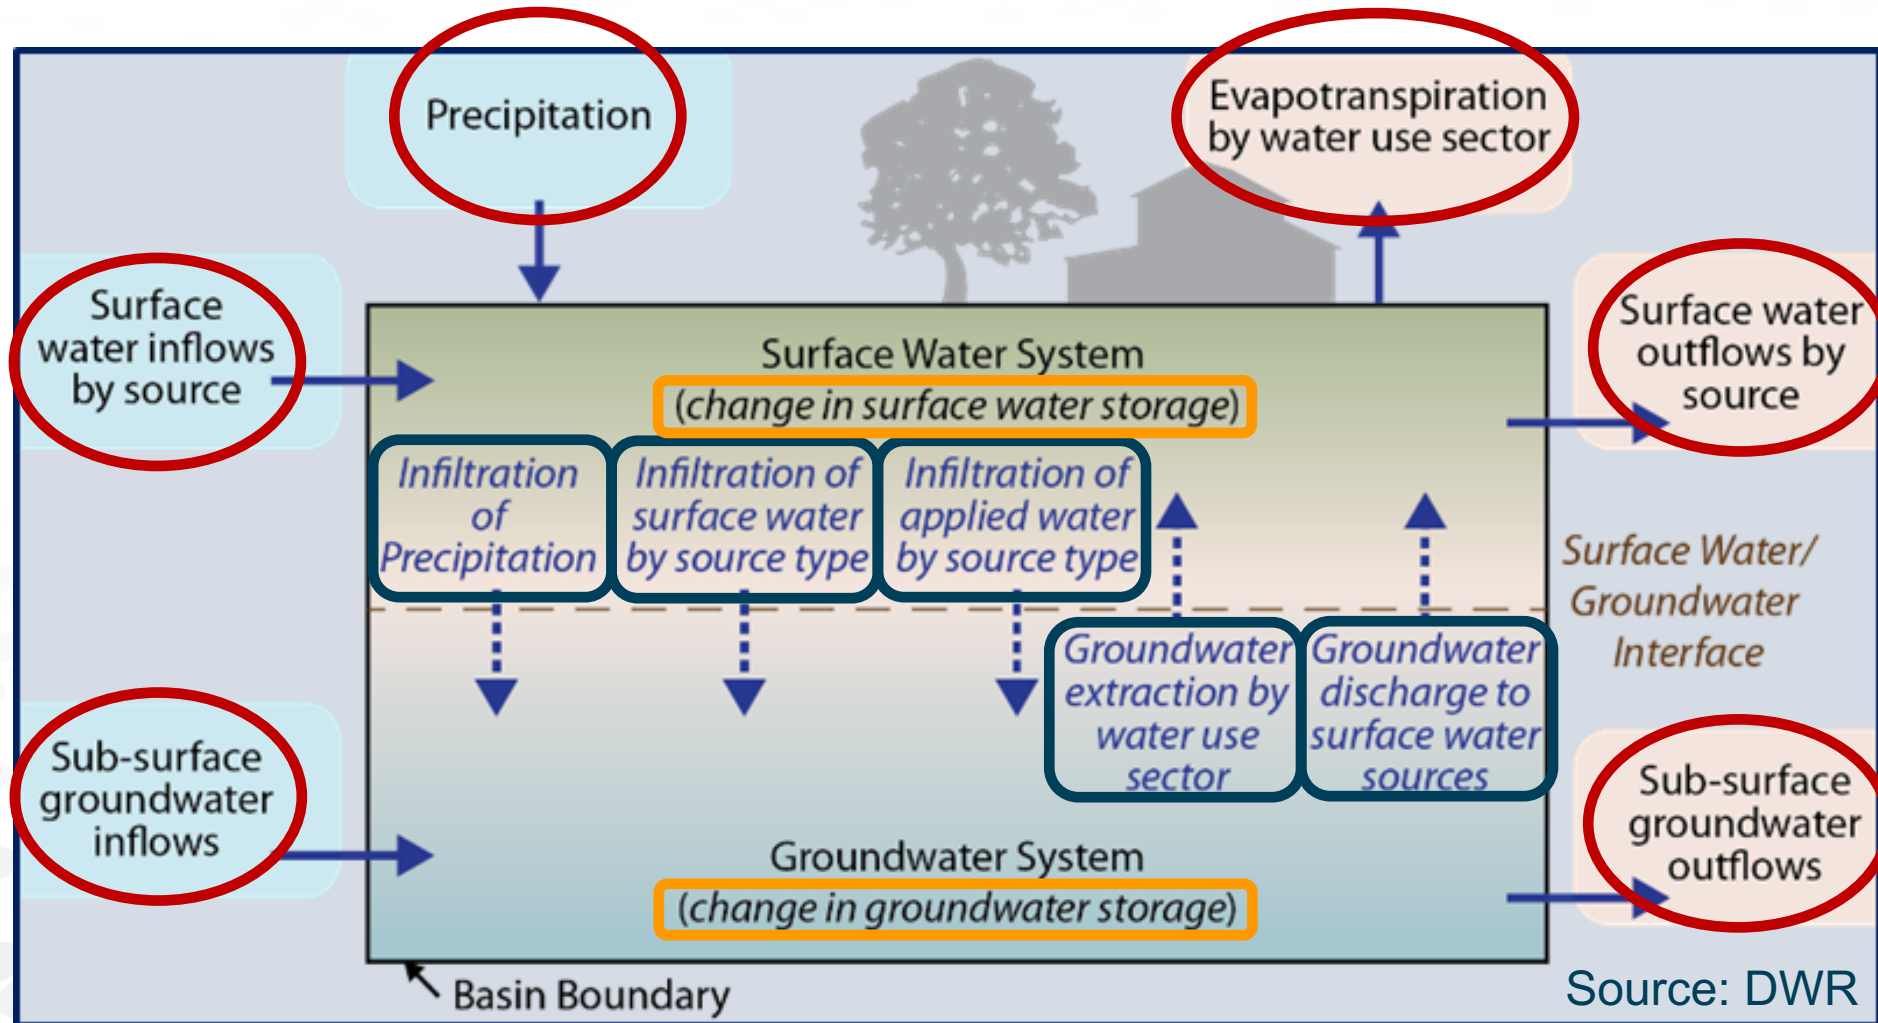 Precipitation
Evapotranspiration
by water use sector
Surface
water inflows
by source
Surface water
outflows by
source
Surface Water System
(change in surface water storage)
Infiltration
of
Precipitation
Infiltration of
surface water
by source type
Infiltration of
applied water
by source type
Surface Water/
Groundwater
Interface
Groundwater
extraction by
water use
sector
Groundwater
discharge to
surface water
sources
Sub-surface
groundwater
inflows
Sub-surface
groundwater
outflows
Groundwater System
(change in groundwater storage)
Basin Boundary
Source: DWR